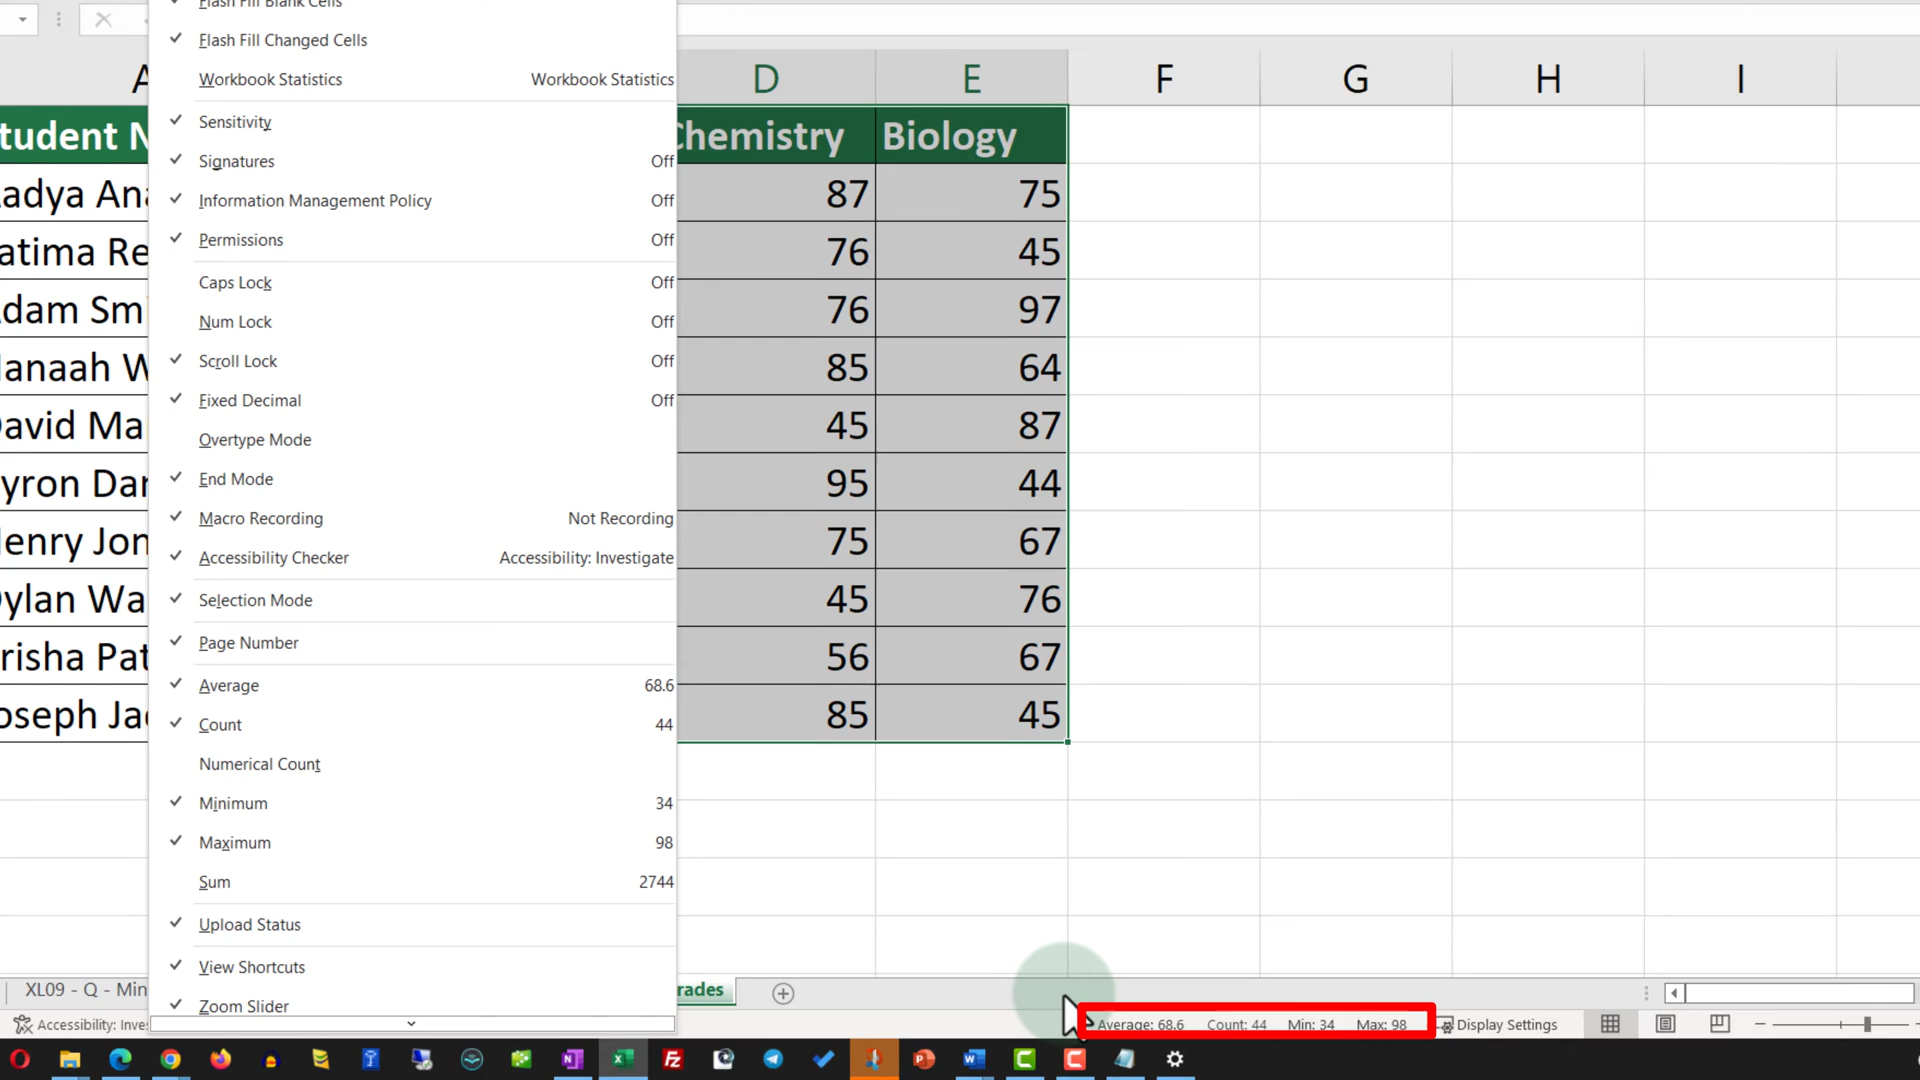 Flash Fill Blank Cells
Flash Fill Changed Cells
Workbook Statistics Workbook Statistics
Sensitivity
Signatures Off
Information Management Policy Off
Permissions Off
Caps Lock Off
Num Lock Off
Scroll Lock Off
Fixed Decimal Off
Overtype Mode
End Mode
Macro Recording Not Recording
Accessibility Checker Accessibility: Investigate
Selection Mode
Page Number
Average 68.6
Count 44
Numerical Count
Minimum 34
Maximum 98
Sum 2744
Upload Status
View Shortcuts
Zoom Slider
A D E F G H I
tudent N Chemistry Biology
adya Ana 87 75
atima Re 76 45
dam Smi 76 97
anaah W 85 64
avid Ma 45 87
yron Dar 95 44
enry Jon 75 67
ylan Wa 45 76
risha Pat 56 67
oseph Jac 85 45
XL09 - Q - Min rades
Accessibility: Inves Average: 68.6 Count: 44 Min: 34 Max: 98 Display Settings